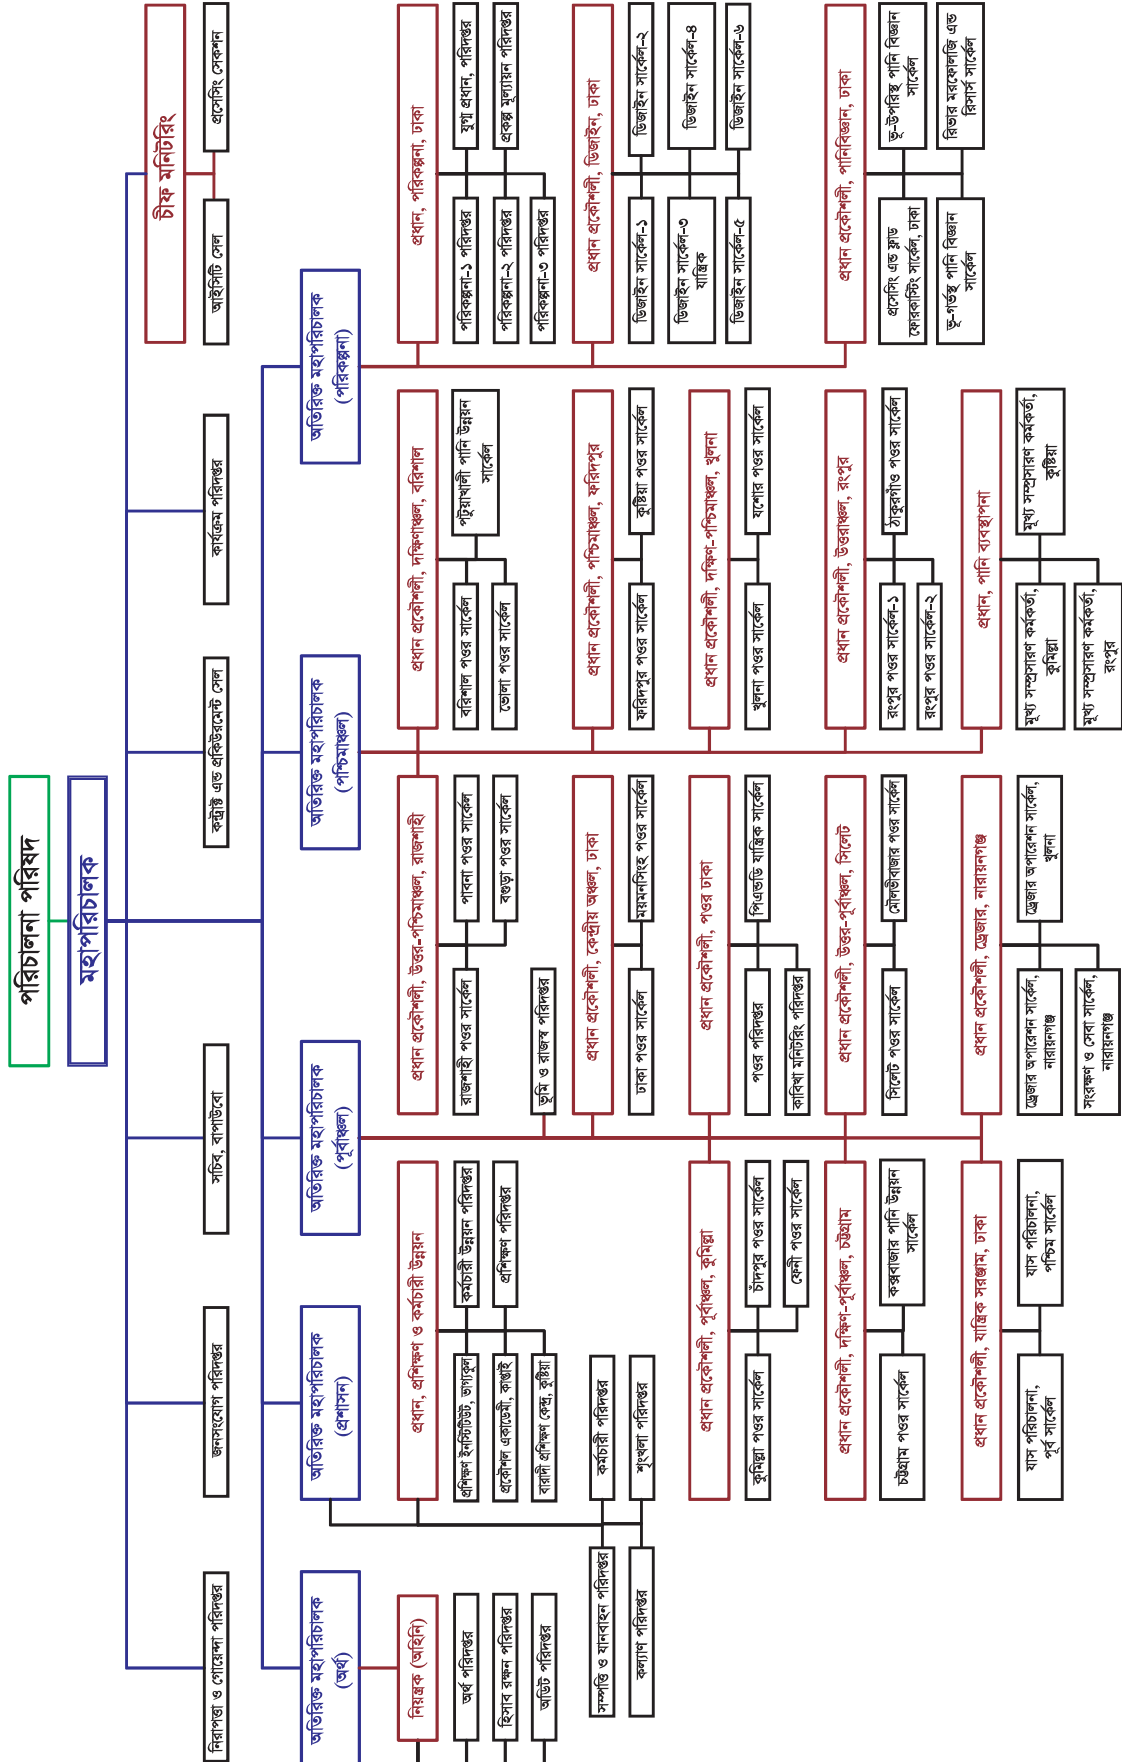 পরিচালনা পরিষদ
মহাপরিচালক
নিরাপত্তা ও গোয়েন্দা পরিদপ্তর
জনসংযোগ পরিদপ্তর
সচিব, বাপাউবো
কন্ট্রাক্ট এন্ড প্রকিউরমেন্ট সেল
কার্যক্রম পরিদপ্তর
চীফ মনিটরিং
আইসিটি সেল
প্রসেসিং সেকশন
অতিরিক্ত মহাপরিচালক
(অর্থ)
নিয়ন্ত্রক (অহিনি)
অর্থ পরিদপ্তর
হিসাব রক্ষন পরিদপ্তর
অডিট পরিদপ্তর
অতিরিক্ত মহাপরিচালক
(প্রশাসন)
প্রধান, প্রশিক্ষণ ও কর্মচারী উন্নয়ন
প্রশিক্ষণ ইনস্টিটিউট, ভাগ্যকুল
কর্মচারী উন্নয়ন পরিদপ্তর
প্রকৌশল একাডেমী, কাপ্তাই
প্রশিক্ষণ পরিদপ্তর
বারাদী প্রশিক্ষণ কেন্দ্র, কুষ্টিয়া
সম্পত্তি ও যানবাহন পরিদপ্তর
কর্মচারী পরিদপ্তর
কল্যাণ পরিদপ্তর
শৃংখলা পরিদপ্তর
অতিরিক্ত মহাপরিচালক
(পূর্বাঞ্চল)
ভূমি ও রাজস্ব পরিদপ্তর
প্রধান প্রকৌশলী, কেন্দ্রীয় অঞ্চল, ঢাকা
ঢাকা পওর সার্কেল
ময়মনসিংহ পওর সার্কেল
প্রধান প্রকৌশলী, পূর্বাঞ্চল, কুমিল্লা
কুমিল্লা পওর সার্কেল
চাঁদপুর পওর সার্কেল
ফেনী পওর সার্কেল
প্রধান প্রকৌশলী, পওর ঢাকা
পওর পরিদপ্তর
পিএন্ডডি যান্ত্রিক সার্কেল
কাবিখা মনিটরিং পরিদপ্তর
প্রধান প্রকৌশলী, দক্ষিণ-পূর্বাঞ্চল, চট্টগ্রাম
চট্টগ্রাম পওর সার্কেল
কক্সবাজার পানি উন্নয়ন
সার্কেল
প্রধান প্রকৌশলী, উত্তর-পূর্বাঞ্চল, সিলেট
সিলেট পওর সার্কেল
মৌলভীবাজার পওর সার্কেল
প্রধান প্রকৌশলী, যান্ত্রিক সরঞ্জাম, ঢাকা
যাস পরিচালনা,
পূর্ব সার্কেল
যাস পরিচালনা,
পশ্চিম সার্কেল
প্রধান প্রকৌশলী, ড্রেজার, নারায়নগঞ্জ
ড্রেজার অপারেশন সার্কেল,
নারায়নগঞ্জ
ড্রেজার অপারেশন সার্কেল,
খুলনা
সংরক্ষণ ও সেবা সার্কেল,
নারায়নগঞ্জ
অতিরিক্ত মহাপরিচালক
(পশ্চিমাঞ্চল)
প্রধান প্রকৌশলী, উত্তর-পশ্চিমাঞ্চল, রাজশাহী
রাজশাহী পওর সার্কেল
পাবনা পওর সার্কেল
বগুড়া পওর সার্কেল
প্রধান প্রকৌশলী, দক্ষিণাঞ্চল, বরিশাল
বরিশাল পওর সার্কেল
পটুয়াখালী পানি উন্নয়ন
সার্কেল
ভোলা পওর সার্কেল
প্রধান প্রকৌশলী, পশ্চিমাঞ্চল, ফরিদপুর
ফরিদপুর পওর সার্কেল
কুষ্টিয়া পওর সার্কেল
প্রধান প্রকৌশলী, দক্ষিণ-পশ্চিমাঞ্চল, খুলনা
খুলনা পওর সার্কেল
যশোর পওর সার্কেল
প্রধান প্রকৌশলী, উত্তরাঞ্চল, রংপুর
রংপুর পওর সার্কেল-১
ঠাকুরগাঁও পওর সার্কেল
রংপুর পওর সার্কেল-২
প্রধান, পানি ব্যবস্থাপনা
মুখ্য সম্প্রসারণ কর্মকর্তা,
কুমিল্লা
মুখ্য সম্প্রসারণ কর্মকর্তা,
কুষ্টিয়া
মুখ্য সম্প্রসারণ কর্মকর্তা,
রংপুর
অতিরিক্ত মহাপরিচালক
(পরিকল্পনা)
প্রধান, পরিকল্পনা, ঢাকা
পরিকল্পনা-১ পরিদপ্তর
যুগ্ম প্রধান, পরিদপ্তর
পরিকল্পনা-২ পরিদপ্তর
প্রকল্প মূল্যায়ন পরিদপ্তর
পরিকল্পনা-৩ পরিদপ্তর
প্রধান প্রকৌশলী, ডিজাইন, ঢাকা
ডিজাইন সার্কেল-১
ডিজাইন সার্কেল-২
ডিজাইন সার্কেল-৩
যান্ত্রিক
ডিজাইন সার্কেল-৪
ডিজাইন সার্কেল-৫
ডিজাইন সার্কেল-৬
প্রধান প্রকৌশলী, পানিবিজ্ঞান, ঢাকা
প্রসেসিং এন্ড ফ্লাড
ফোরকাস্টিং সার্কেল, ঢাকা
ভূ-উপরিস্থ পানি বিজ্ঞান
সার্কেল
ভূ-গর্ভস্থ পানি বিজ্ঞান
সার্কেল
রিভার মরফোলজি এন্ড
রিসার্স সার্কেল